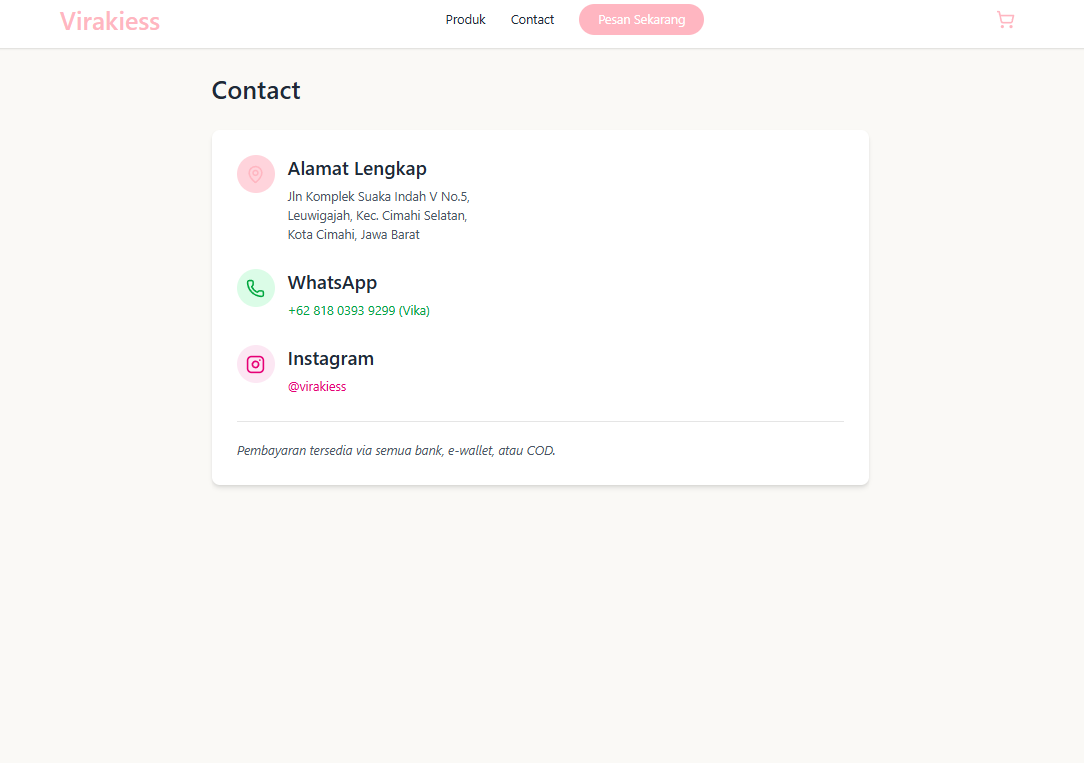 Virakiess
Produk
Contact
Pesan Sekarang
Contact
Alamat Lengkap
Jln Komplek Suaka Indah V No.5,
Leuwigajah, Kec. Cimahi Selatan,
Kota Cimahi, Jawa Barat
WhatsApp
+62 818 0393 9299 (Vika)
Instagram
@virakiess
Pembayaran tersedia via semua bank, e-wallet, atau COD.